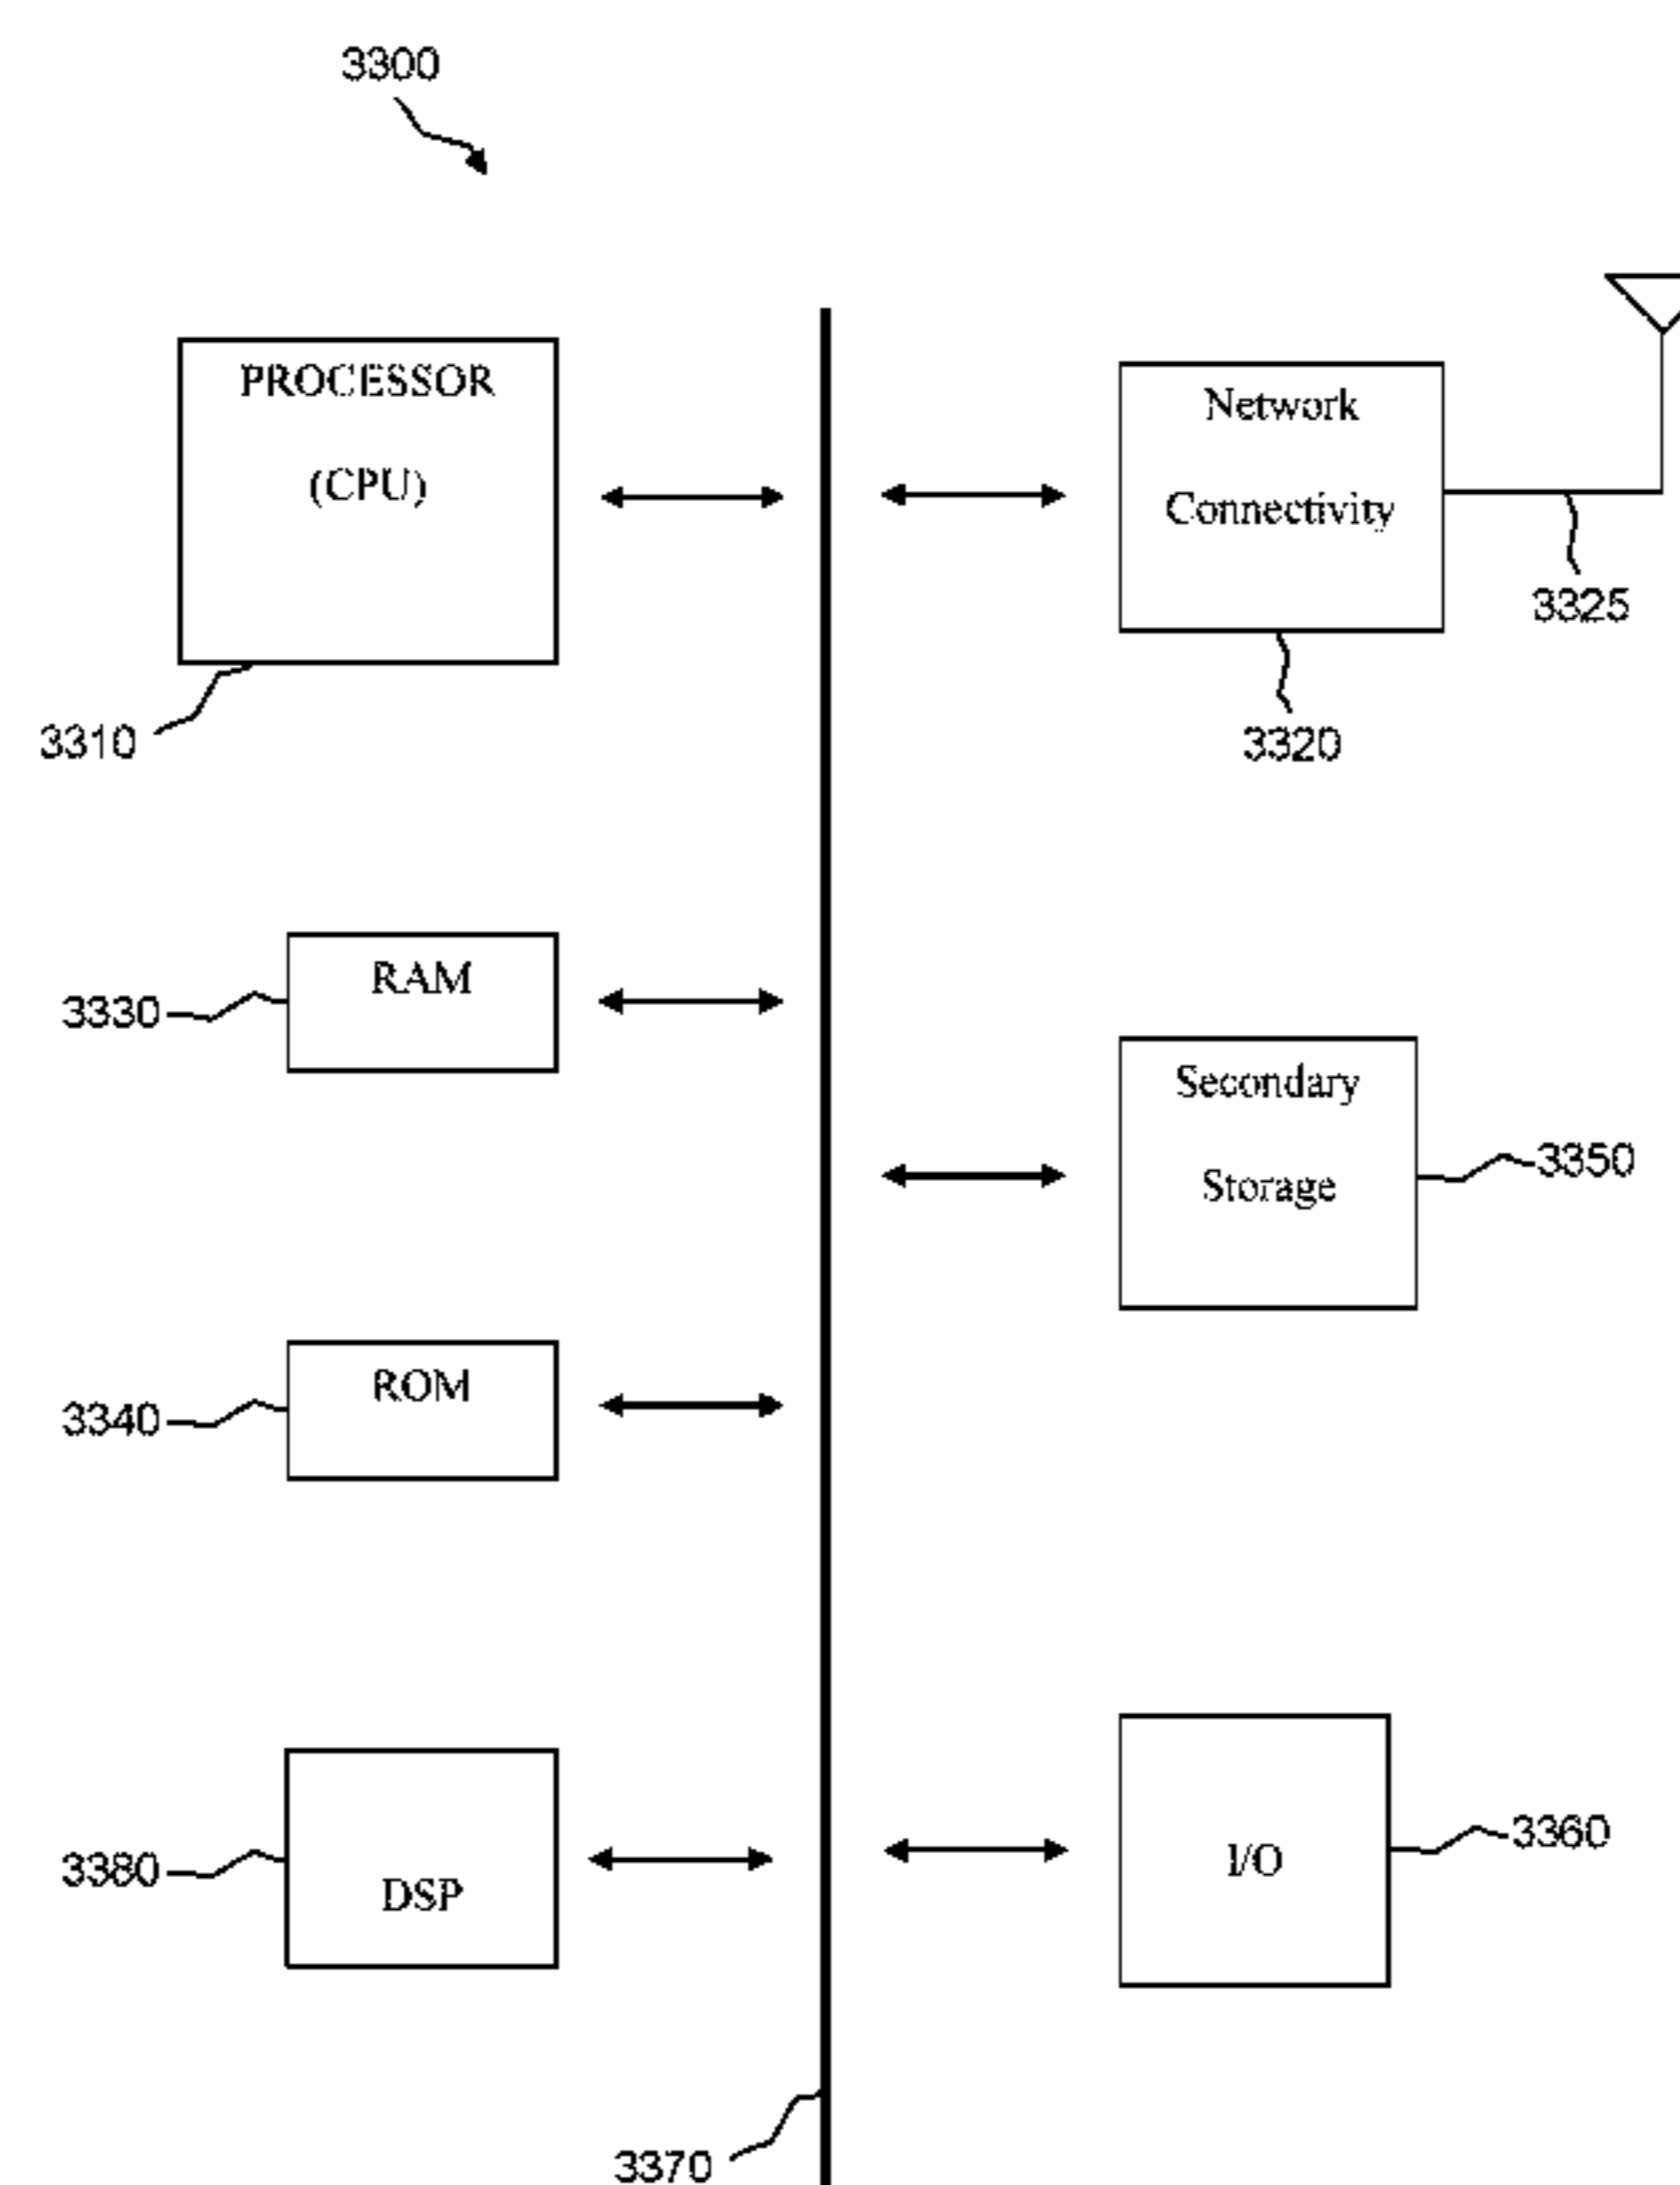 3300
PROCESSOR
(CPU)
3310
Network
Connectivity
3325
3320
RAM
3330
Secondary
Storage
3350
ROM
3340
DSP
3380
I/O
3360
3370